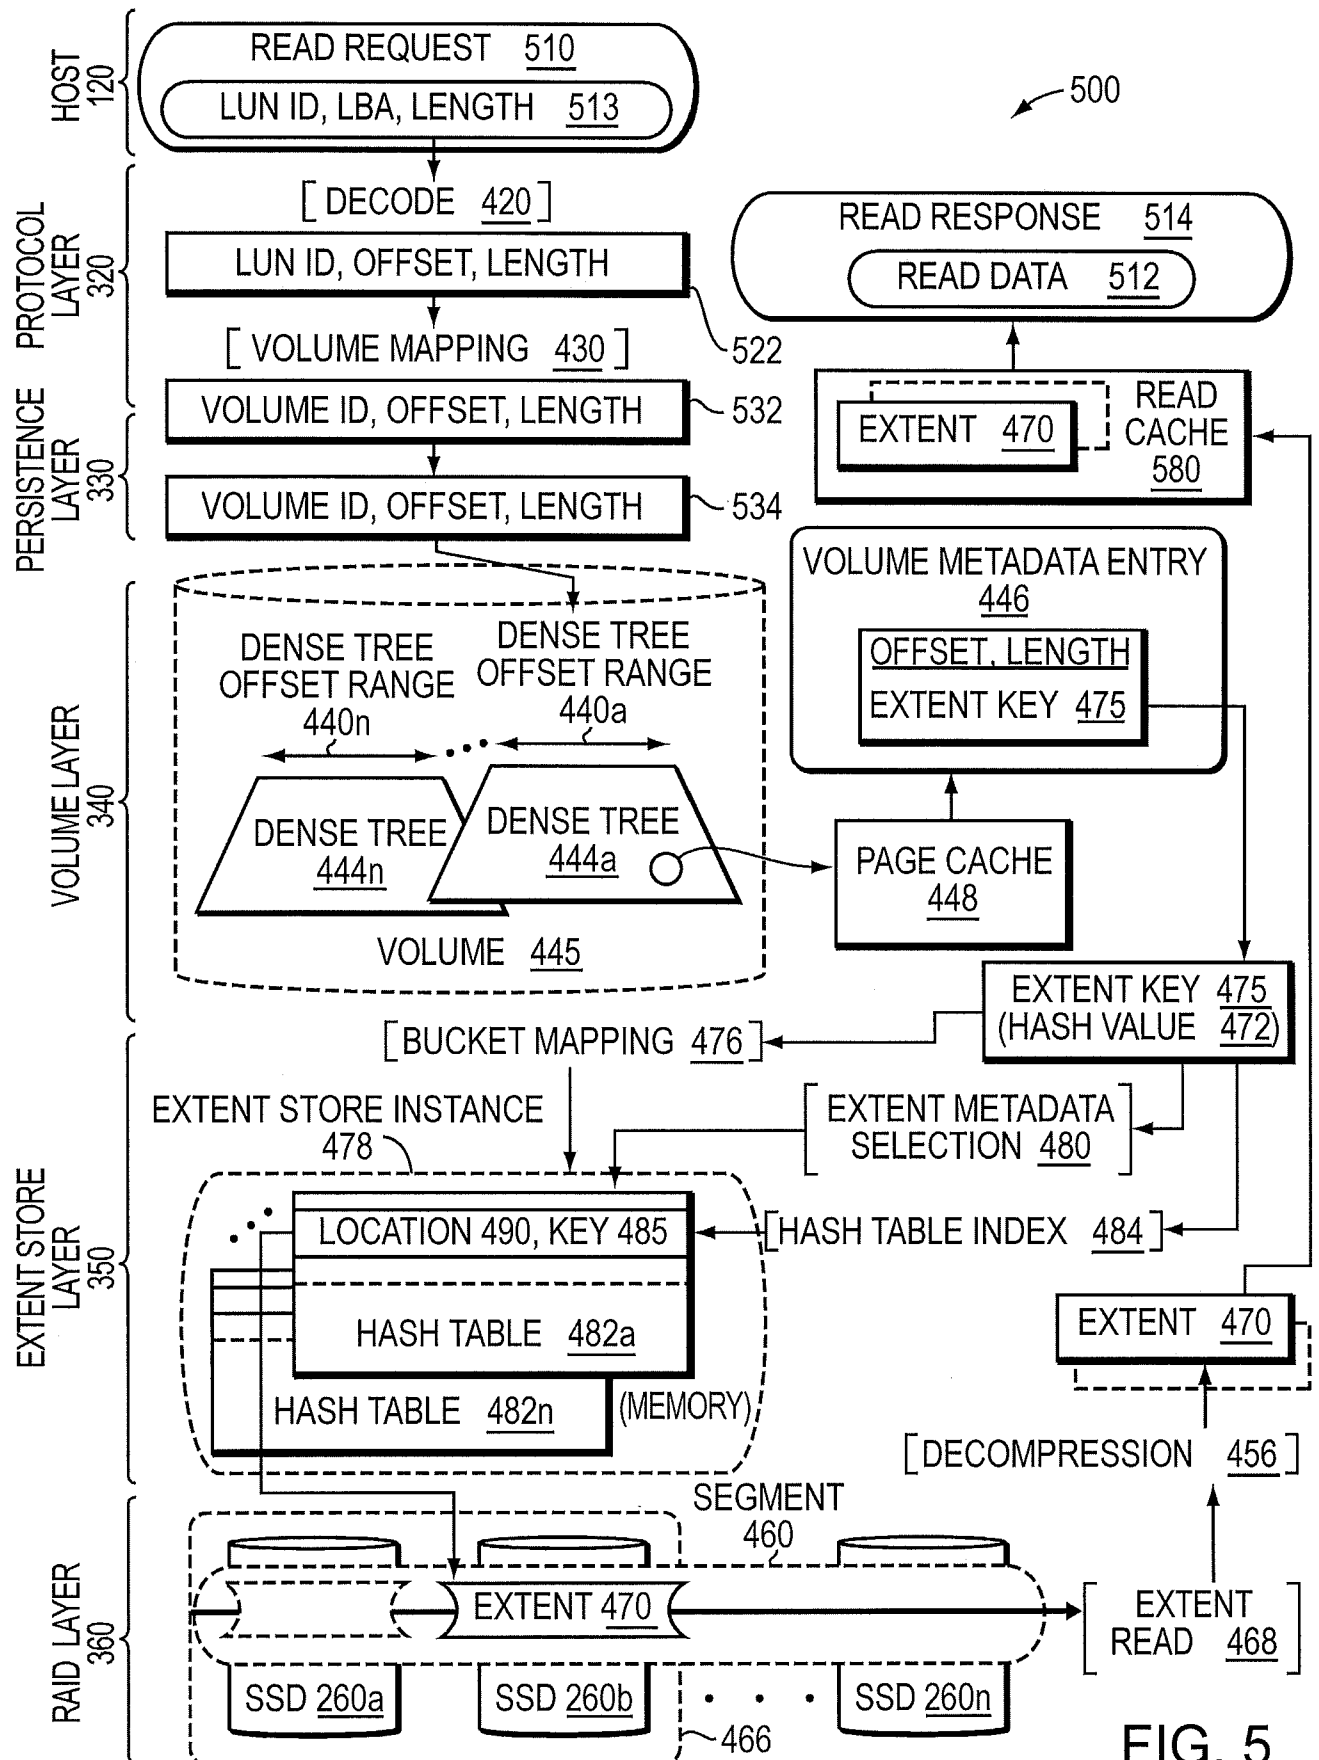 HOST
120
READ REQUEST 510
LUN ID, LBA, LENGTH 513
500
PROTOCOL
LAYER
320
[DECODE 420]
LUN ID, OFFSET, LENGTH
522
[VOLUME MAPPING 430]
VOLUME ID, OFFSET, LENGTH
532
READ RESPONSE 514
READ DATA 512
EXTENT 470
READ
CACHE
580
PERSISTENCE
LAYER
330
VOLUME ID, OFFSET, LENGTH
534
VOLUME LAYER
340
DENSE TREE
OFFSET RANGE
440n
DENSE TREE
OFFSET RANGE
440a
DENSE TREE
444n
DENSE TREE
444a
VOLUME 445
VOLUME METADATA ENTRY
446
OFFSET, LENGTH
EXTENT KEY 475
PAGE CACHE
448
EXTENT KEY 475
(HASH VALUE 472)
EXTENT STORE
LAYER
350
[BUCKET MAPPING 476]
EXTENT STORE INSTANCE
478
[EXTENT METADATA
SELECTION 480]
LOCATION 490, KEY 485
[HASH TABLE INDEX 484]
HASH TABLE 482a
HASH TABLE 482n
(MEMORY)
EXTENT 470
[DECOMPRESSION 456]
RAID LAYER
360
SEGMENT
460
EXTENT 470
[EXTENT
READ 468]
SSD 260a
SSD 260b
. . .
SSD 260n
466
FIG. 5